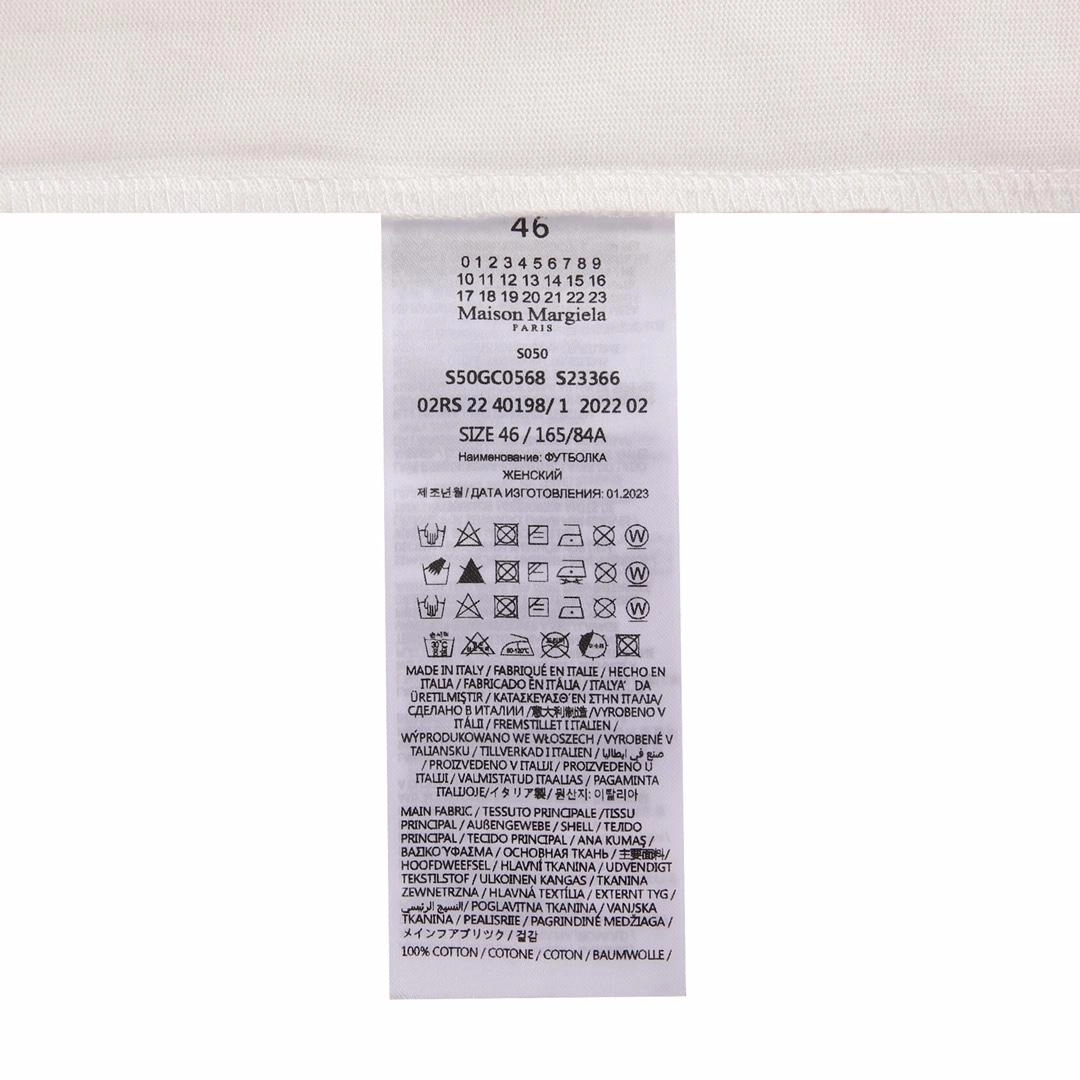 46
0 1 2 3 4 5 6 7 8 9
10 11 12 13 14 15 16
17 18 19 20 21 22 23
Maison Margiela
PARIS
S050
S50GC0568 S23366
02RS 22 40198/ 1 2022 02
SIZE 46 / 165/84A
Наименование: ФУТБОЛКА
ЖЕНСКИЙ
제조년월/ДАТА ИЗГОТОВЛЕНИЯ: 01.2023
W
W
W
30°C
80-120℃
MADE IN ITALY / FABRIQUÉ EN ITALIE / HECHO EN
ITALIA / FABRICADO EN ITÁLIA / ITALYA' DA
ÜRETILMIŞTIR / ΚΑΤΑΣΚΕΥΑΣΘ'ΕΝ ΣΤΗΝ ΙΤΑΛΙΑ/
СДЕЛАНО В ИТАЛИИ /意大利制造/VYROBENO V
ITÁLII / FREMSTILLET I ITALIEN /
WYPRODUKOWANO WE WŁOSZECH / VYROBENÉ V
TALIANSKU / TILLVERKAD I ITALIEN / صنع في ايطاليا
/ PROIZVEDENO V ITALIJI / PROIZVEDENO U
ITALIJI / VALMISTATUD ITAALIAS / PAGAMINTA
ITALIJOJE/イタリア製/ 원산지: 이탈리아
MAIN FABRIC / TESSUTO PRINCIPALE /TISSU
PRINCIPAL / AUßENGEWEBE / SHELL / TEJIDO
PRINCIPAL / TECIDO PRINCIPAL / ANA KUMAŞ /
ΒΑΣΙΚΟ ΎΦΑΣΜΑ / ОСНОВНАЯ ТКАНЬ / 主要面料/
HOOFDWEEFSEL / HLAVNÍ TKANINA / UDVENDIGT
TEKSTILSTOF / ULKOINEN KANGAS / TKANINA
ZEWNETRZNA / HLAVNÁ TEXTÍLIA / EXTERNT TYG /
النسيج الرئيسي/ POGLAVITNA TKANINA / VANJSKA
TKANINA / PEALISRIIE / PAGRINDINĖ MEDŽIAGA /
メインファブリック / 겉감
100% COTTON / COTONE / COTON / BAUMWOLLE /